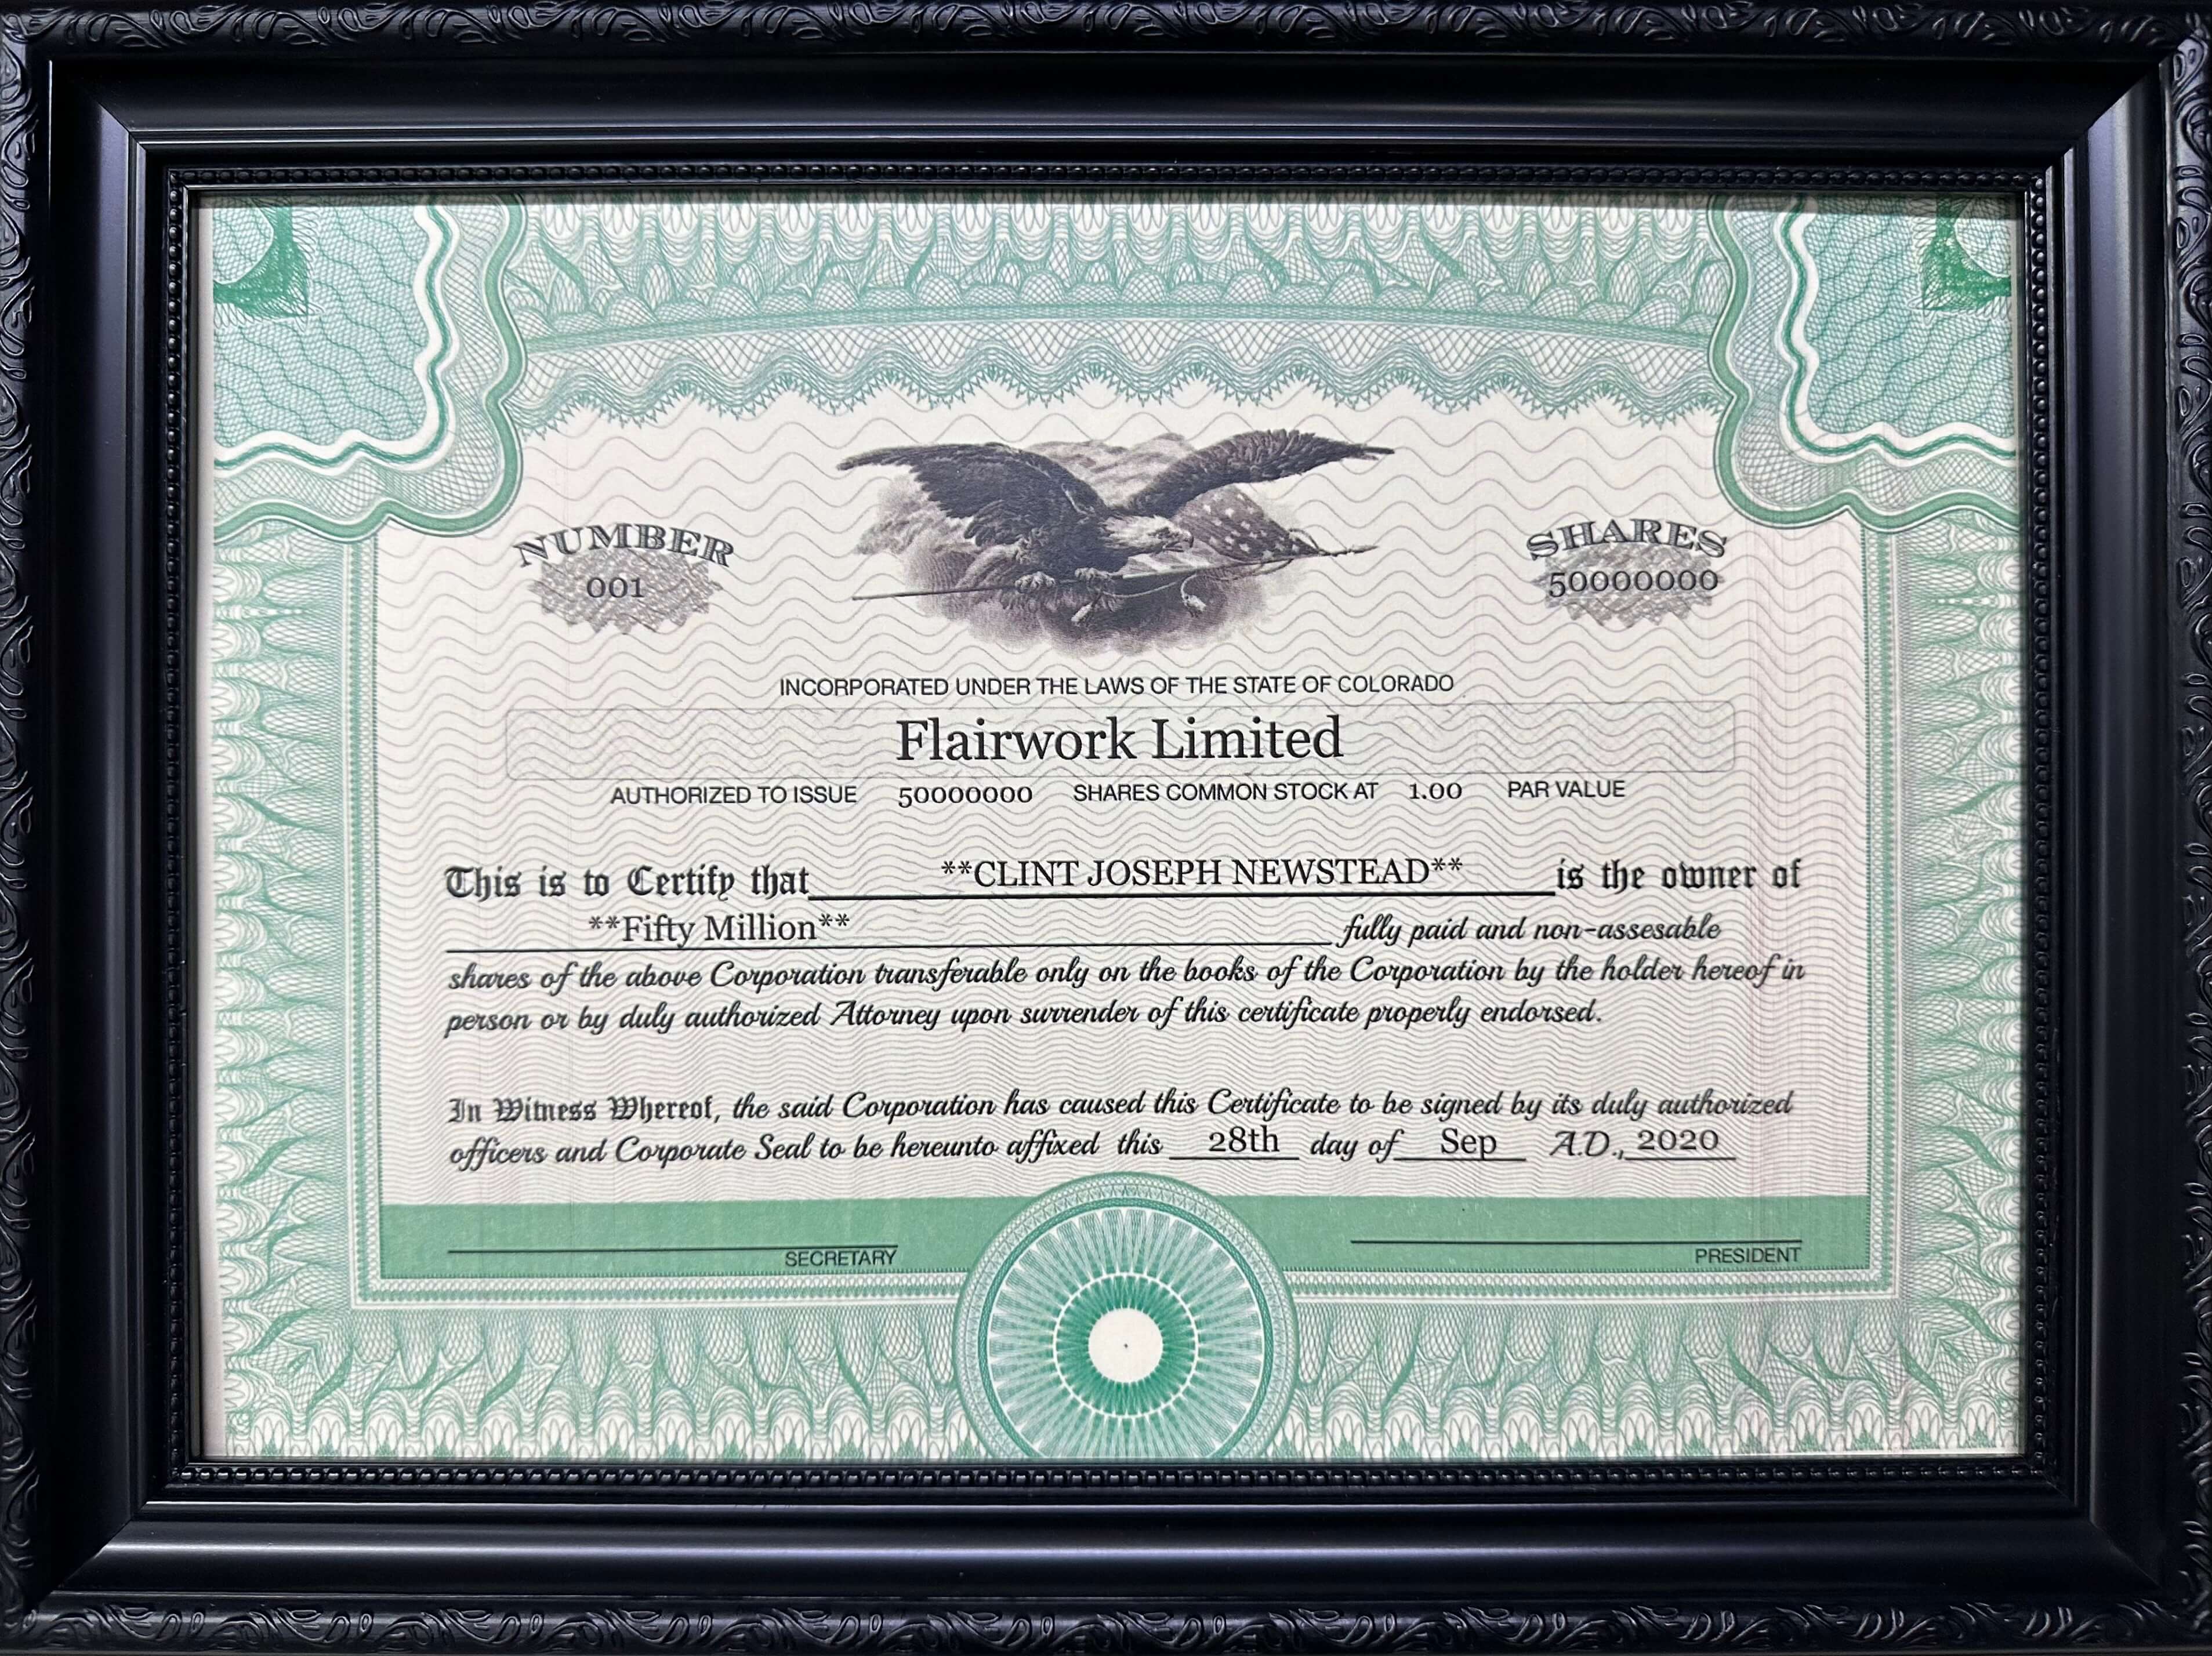 NUMBER
001
SHARES
50000000
INCORPORATED UNDER THE LAWS OF THE STATE OF COLORADO
Flairwork Limited
AUTHORIZED TO ISSUE 50000000 SHARES COMMON STOCK AT 1.00 PAR VALUE
This is to Certify that **CLINT JOSEPH NEWSTEAD** is the owner of
**Fifty Million** fully paid and non-assesable
shares of the above Corporation transferable only on the books of the Corporation by the holder hereof in
person or by duly authorized Attorney upon surrender of this certificate properly endorsed.
In Witness Whereof, the said Corporation has caused this Certificate to be signed by its duly authorized
officers and Corporate Seal to be hereunto affixed this 28th day of Sep A.D., 2020
SECRETARY
PRESIDENT